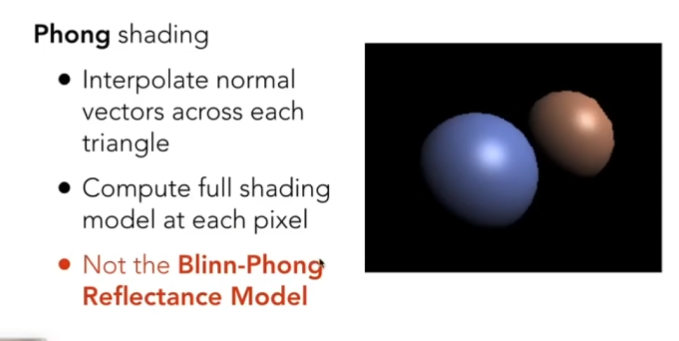 Phong shading
• Interpolate normal
vectors across each
triangle
• Compute full shading
model at each pixel
• Not the Blinn-Phong
Reflectance Model